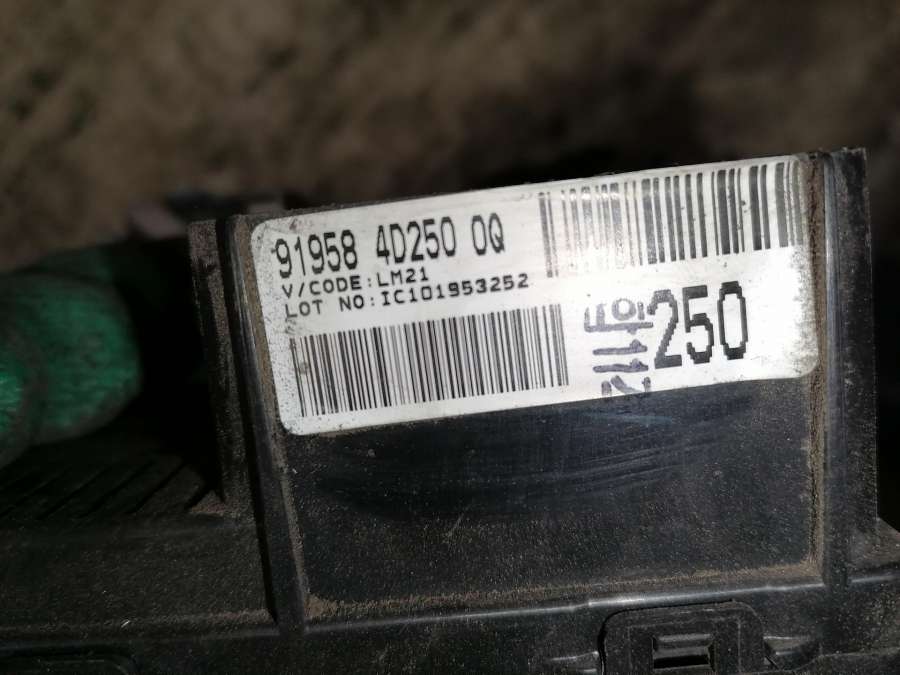 91958 4D250 0Q
V/CODE:LM21
LOT NO:IC101953252
250